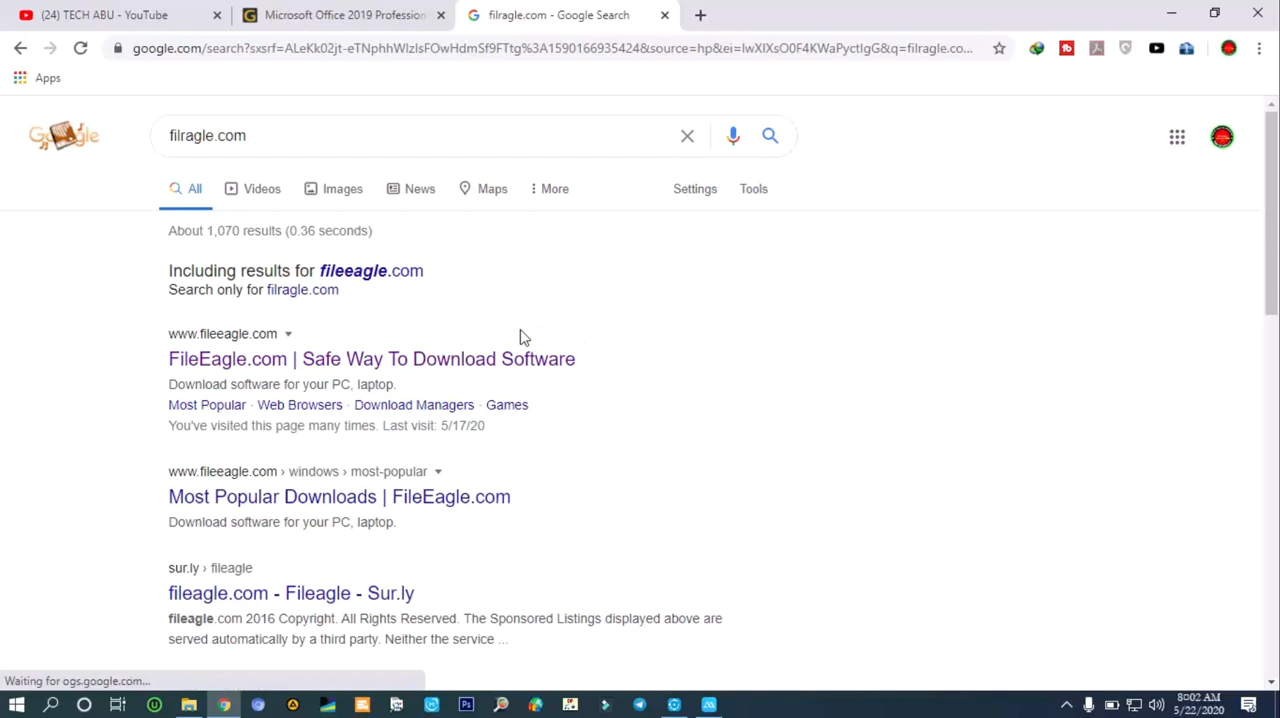 (24) TECH ABU - YouTube
Microsoft Office 2019 Profession
filragle.com - Google Search
google.com/search?sxsrf=ALeKk02jt-eTNphhWIzIsFOwHdmSf9FTtg%3A1590166935424&source=hp&ei=IwXIXsO0F4KWaPyctIgG&q=filragle.co...
Apps
filragle.com
All
Videos
Images
News
Maps
More
Settings
Tools
About 1,070 results (0.36 seconds)
Including results for fileeagle.com
Search only for filragle.com
www.fileeagle.com
FileEagle.com | Safe Way To Download Software
Download software for your PC, laptop.
Most Popular · Web Browsers · Download Managers · Games
You've visited this page many times. Last visit: 5/17/20
www.fileeagle.com › windows › most-popular
Most Popular Downloads | FileEagle.com
Download software for your PC, laptop.
sur.ly › fileagle
fileagle.com - Fileagle - Sur.ly
fileagle.com 2016 Copyright. All Rights Reserved. The Sponsored Listings displayed above are
served automatically by a third party. Neither the service ...
Waiting for ogs.google.com...
8:02 AM
5/22/2020